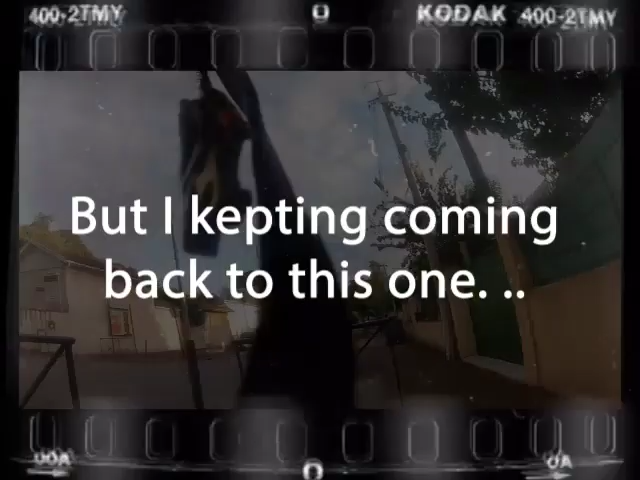 400-2TMY KODAK 400-2TMY
But I kepting coming
back to this one. ..